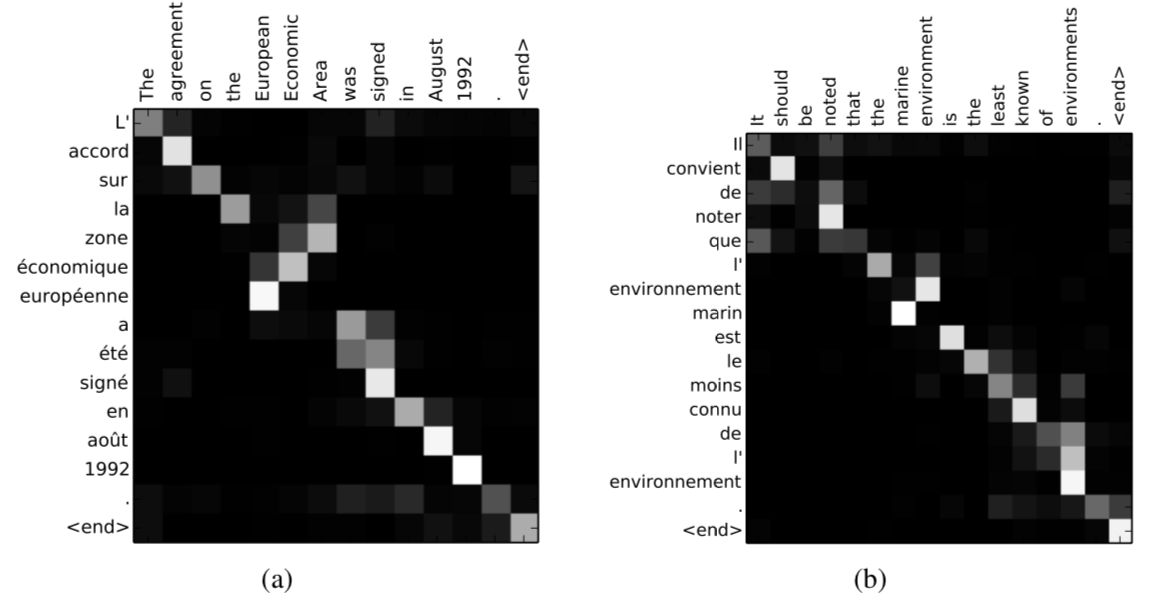 The agreement on the European Economic Area was signed in August 1992 . <end>
L'
accord
sur
la
zone
économique
européenne
a
été
signé
en
août
1992
.
<end>
(a)
It should be noted that the marine environment is the least known of environments . <end>
Il
convient
de
noter
que
l'
environnement
marin
est
le
moins
connu
de
l'
environnement
.
<end>
(b)